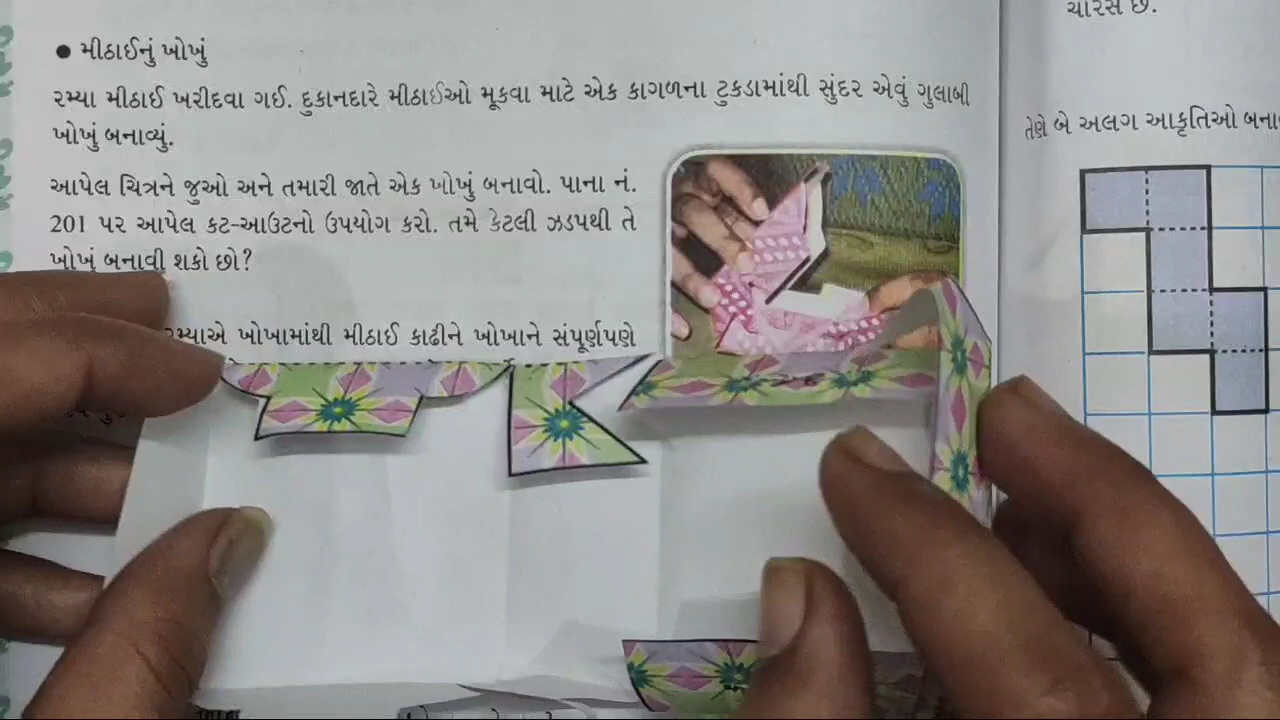 ચોરસ છે.
• મીઠાઈનું ખોખું
રમ્યા મીઠાઈ ખરીદવા ગઈ. દુકાનદારે મીઠાઈઓ મૂકવા માટે એક કાગળના ટુકડામાંથી સુંદર એવું ગુલાબી
ખોખું બનાવ્યું.
આપેલ ચિત્રને જુઓ અને તમારી જાતે એક ખોખું બનાવો. પાના નં.
201 પર આપેલ કટ-આઉટનો ઉપયોગ કરો. તમે કેટલી ઝડપથી તે
ખોખું બનાવી શકો છો?
રમ્યાએ ખોખામાંથી મીઠાઈ કાઢીને ખોખાને સંપૂર્ણપણે
તેણે બે અલગ આકૃતિઓ